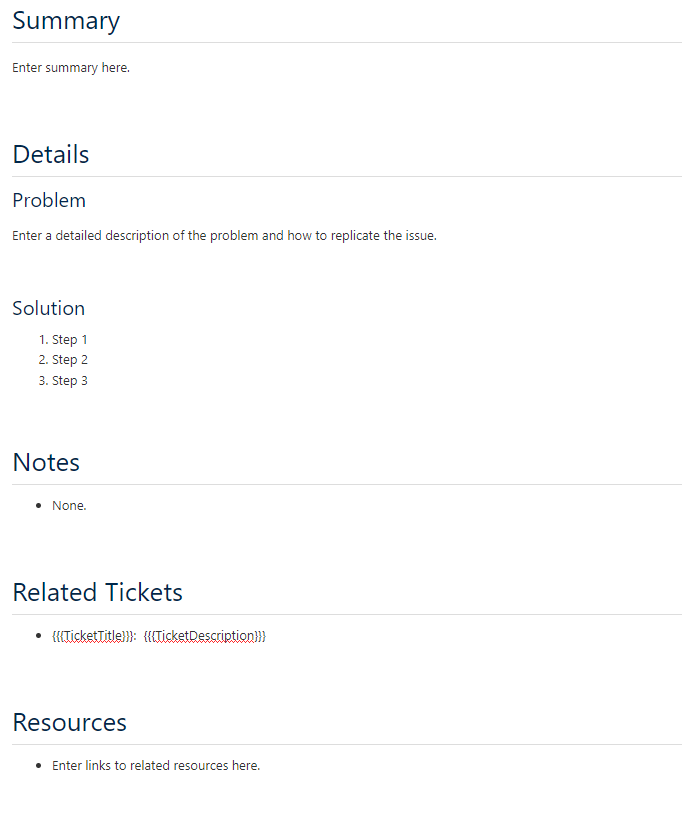 Summary
Enter summary here.
Details
Problem
Enter a detailed description of the problem and how to replicate the issue.
Solution
1. Step 1
2. Step 2
3. Step 3
Notes
• None.
Related Tickets
• {{{TicketTitle}}}: {{{TicketDescription}}}
Resources
• Enter links to related resources here.